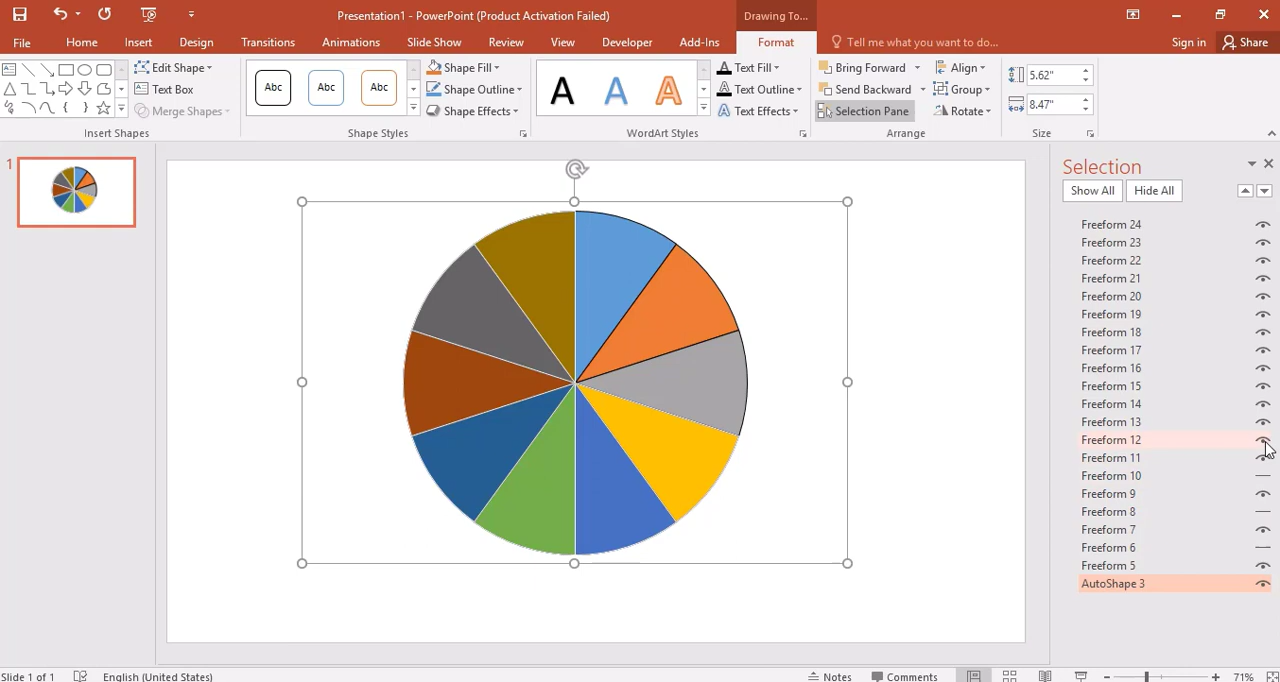 Presentation1 - PowerPoint (Product Activation Failed)
Drawing To...
File Home Insert Design Transitions Animations Slide Show Review View Developer Add-Ins Format Tell me what you want to do... Sign in Share
Edit Shape
Text Box
Merge Shapes
Insert Shapes
Abc Abc Abc
Shape Fill
Shape Outline
Shape Effects
Shape Styles
A A A
Text Fill
Text Outline
Text Effects
WordArt Styles
Bring Forward
Send Backward
Selection Pane
Align
Group
Rotate
Arrange
5.62"
8.47"
Size
1
Selection
Show All Hide All
Freeform 24
Freeform 23
Freeform 22
Freeform 21
Freeform 20
Freeform 19
Freeform 18
Freeform 17
Freeform 16
Freeform 15
Freeform 14
Freeform 13
Freeform 12
Freeform 11
Freeform 10
Freeform 9
Freeform 8
Freeform 7
Freeform 6
Freeform 5
AutoShape 3
Slide 1 of 1 English (United States) Notes Comments 71%